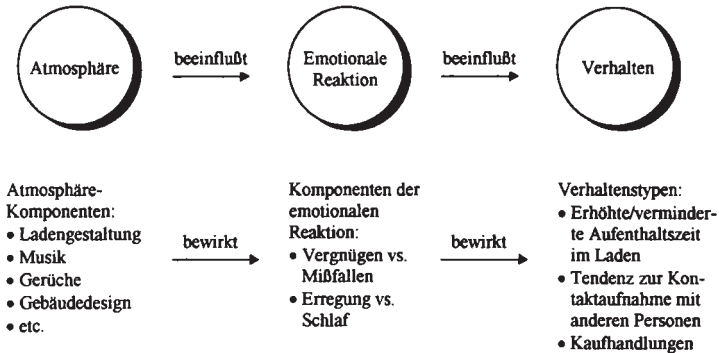 Atmosphäre
beeinflußt
Emotionale
Reaktion
beeinflußt
Verhalten
Atmosphäre-
Komponenten:
• Ladengestaltung
• Musik
• Gerüche
• Gebäudedesign
• etc.
bewirkt
Komponenten der
emotionalen
Reaktion:
• Vergnügen vs.
Mißfallen
• Erregung vs.
Schlaf
bewirkt
Verhaltenstypen:
• Erhöhte/verminder-
te Aufenthaltszeit
im Laden
• Tendenz zur Kon-
taktaufnahme mit
anderen Personen
• Kaufhandlungen